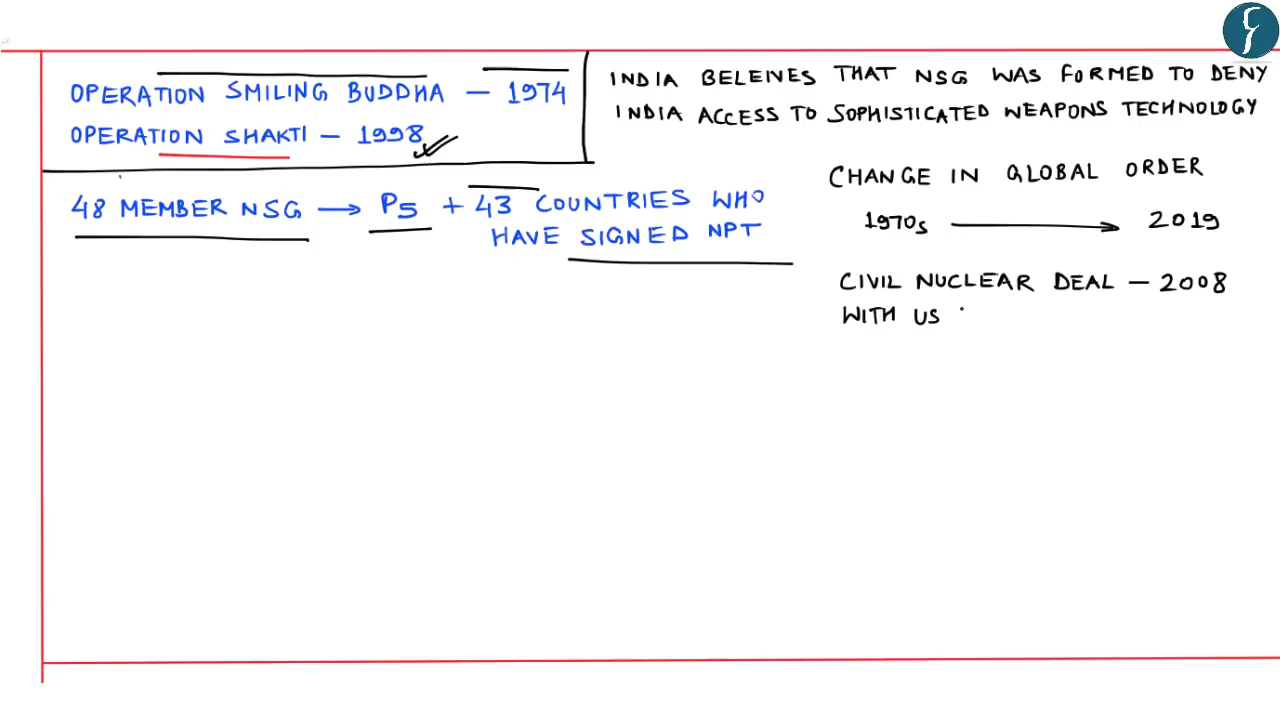 OPERATION SMILING BUDDHA – 1974
OPERATION SHAKTI – 1998
INDIA BELEIVES THAT NSG WAS FORMED TO DENY
INDIA ACCESS TO SOPHISTICATED WEAPONS TECHNOLOGY
48 MEMBER NSG → P5 + 43 COUNTRIES WHO
HAVE SIGNED NPT
CHANGE IN GLOBAL ORDER
1970s → 2019
CIVIL NUCLEAR DEAL – 2008
WITH US